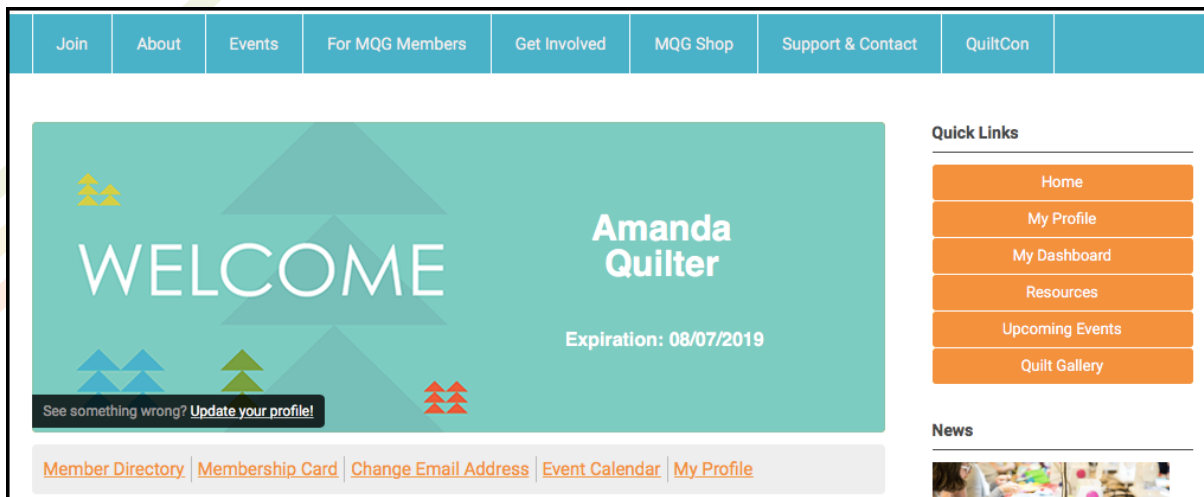 Join About Events For MQG Members Get Involved MQG Shop Support & Contact QuiltCon
WELCOME
Amanda
Quilter
Expiration: 08/07/2019
See something wrong? Update your profile!
Member Directory Membership Card Change Email Address Event Calendar My Profile
Quick Links
Home
My Profile
My Dashboard
Resources
Upcoming Events
Quilt Gallery
News